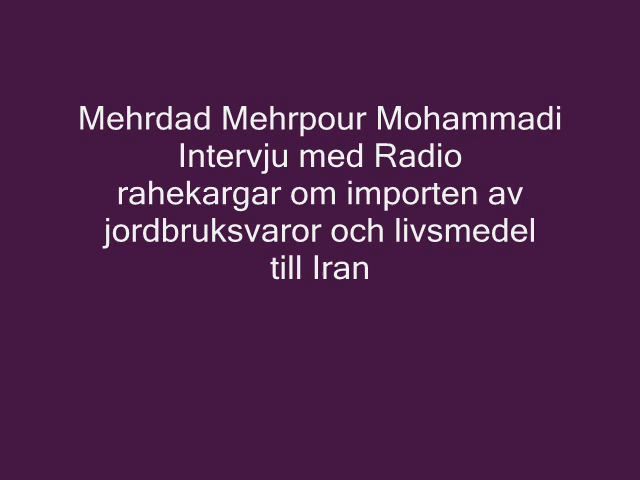 Mehrdad Mehrpour Mohammadi
Intervju med Radio
rahekargar om importen av
jordbruksvaror och livsmedel
till Iran